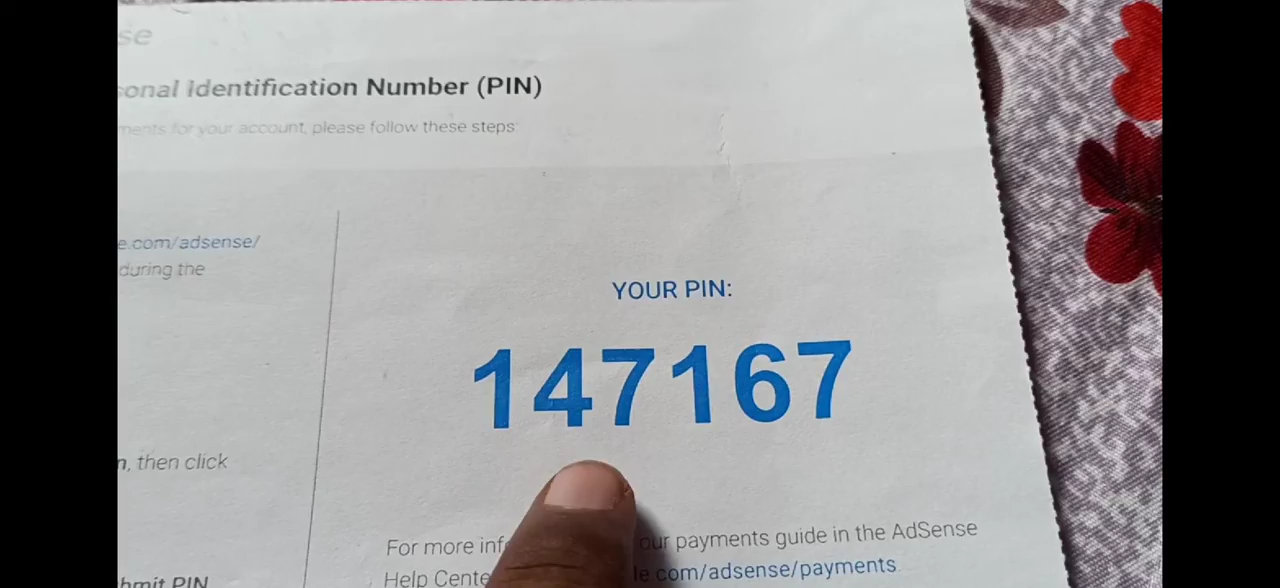 se
sonal Identification Number (PIN)
ments for your account, please follow these steps:
e.com/adsense/
during the
YOUR PIN:
147167
n, then click
For more inf our payments guide in the AdSense
Help Cente le.com/adsense/payments.
bmit PIN